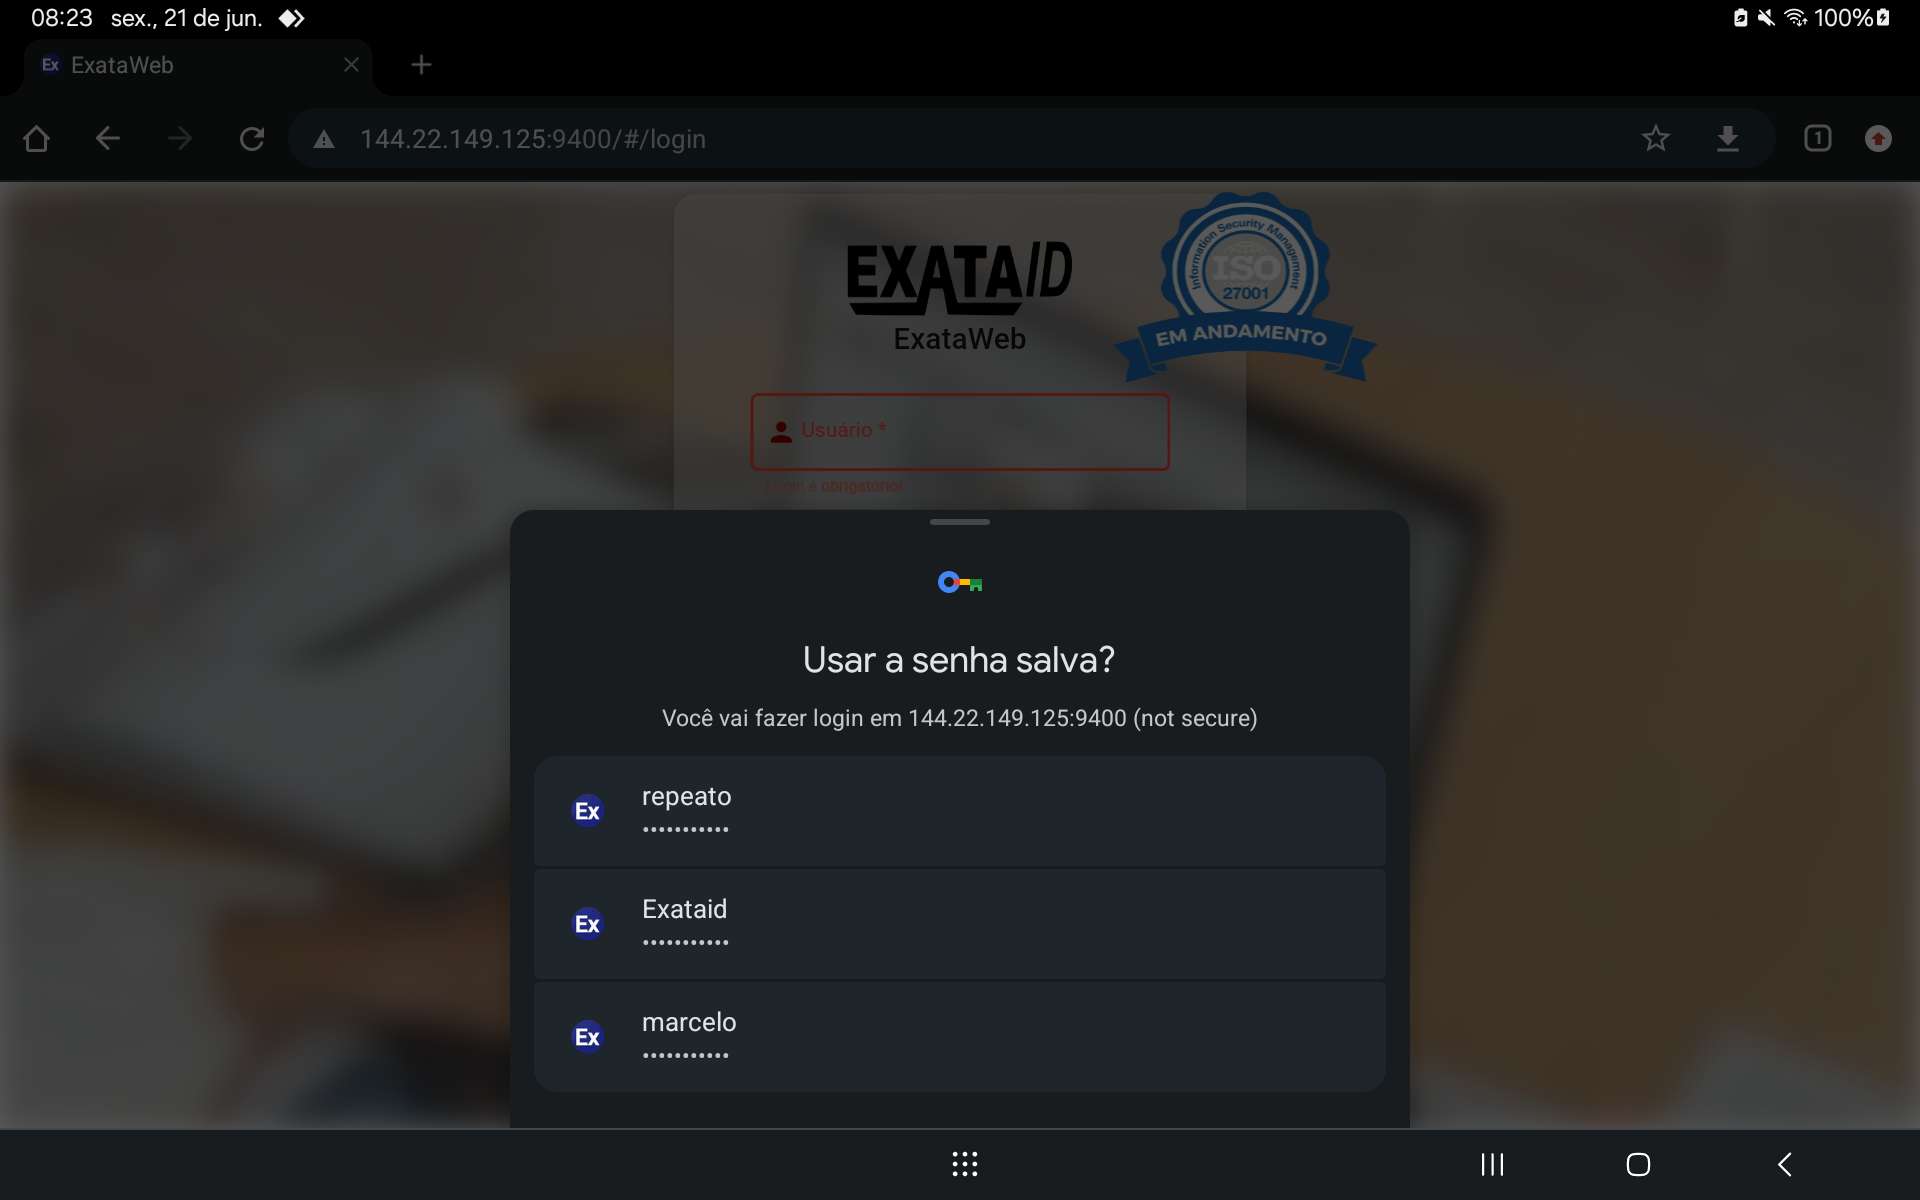 08:23 sex., 21 de jun. 100%
Ex ExataWeb
144.22.149.125:9400/#/login 1
Information Security Management
ISO
27001
EM ANDAMENTO
EXATAID
ExataWeb
Usuário *
é obrigatório!
Usar a senha salva?
Você vai fazer login em 144.22.149.125:9400 (not secure)
Ex repeato
•••••••••••
Ex Exataid
•••••••••••
Ex marcelo
•••••••••••